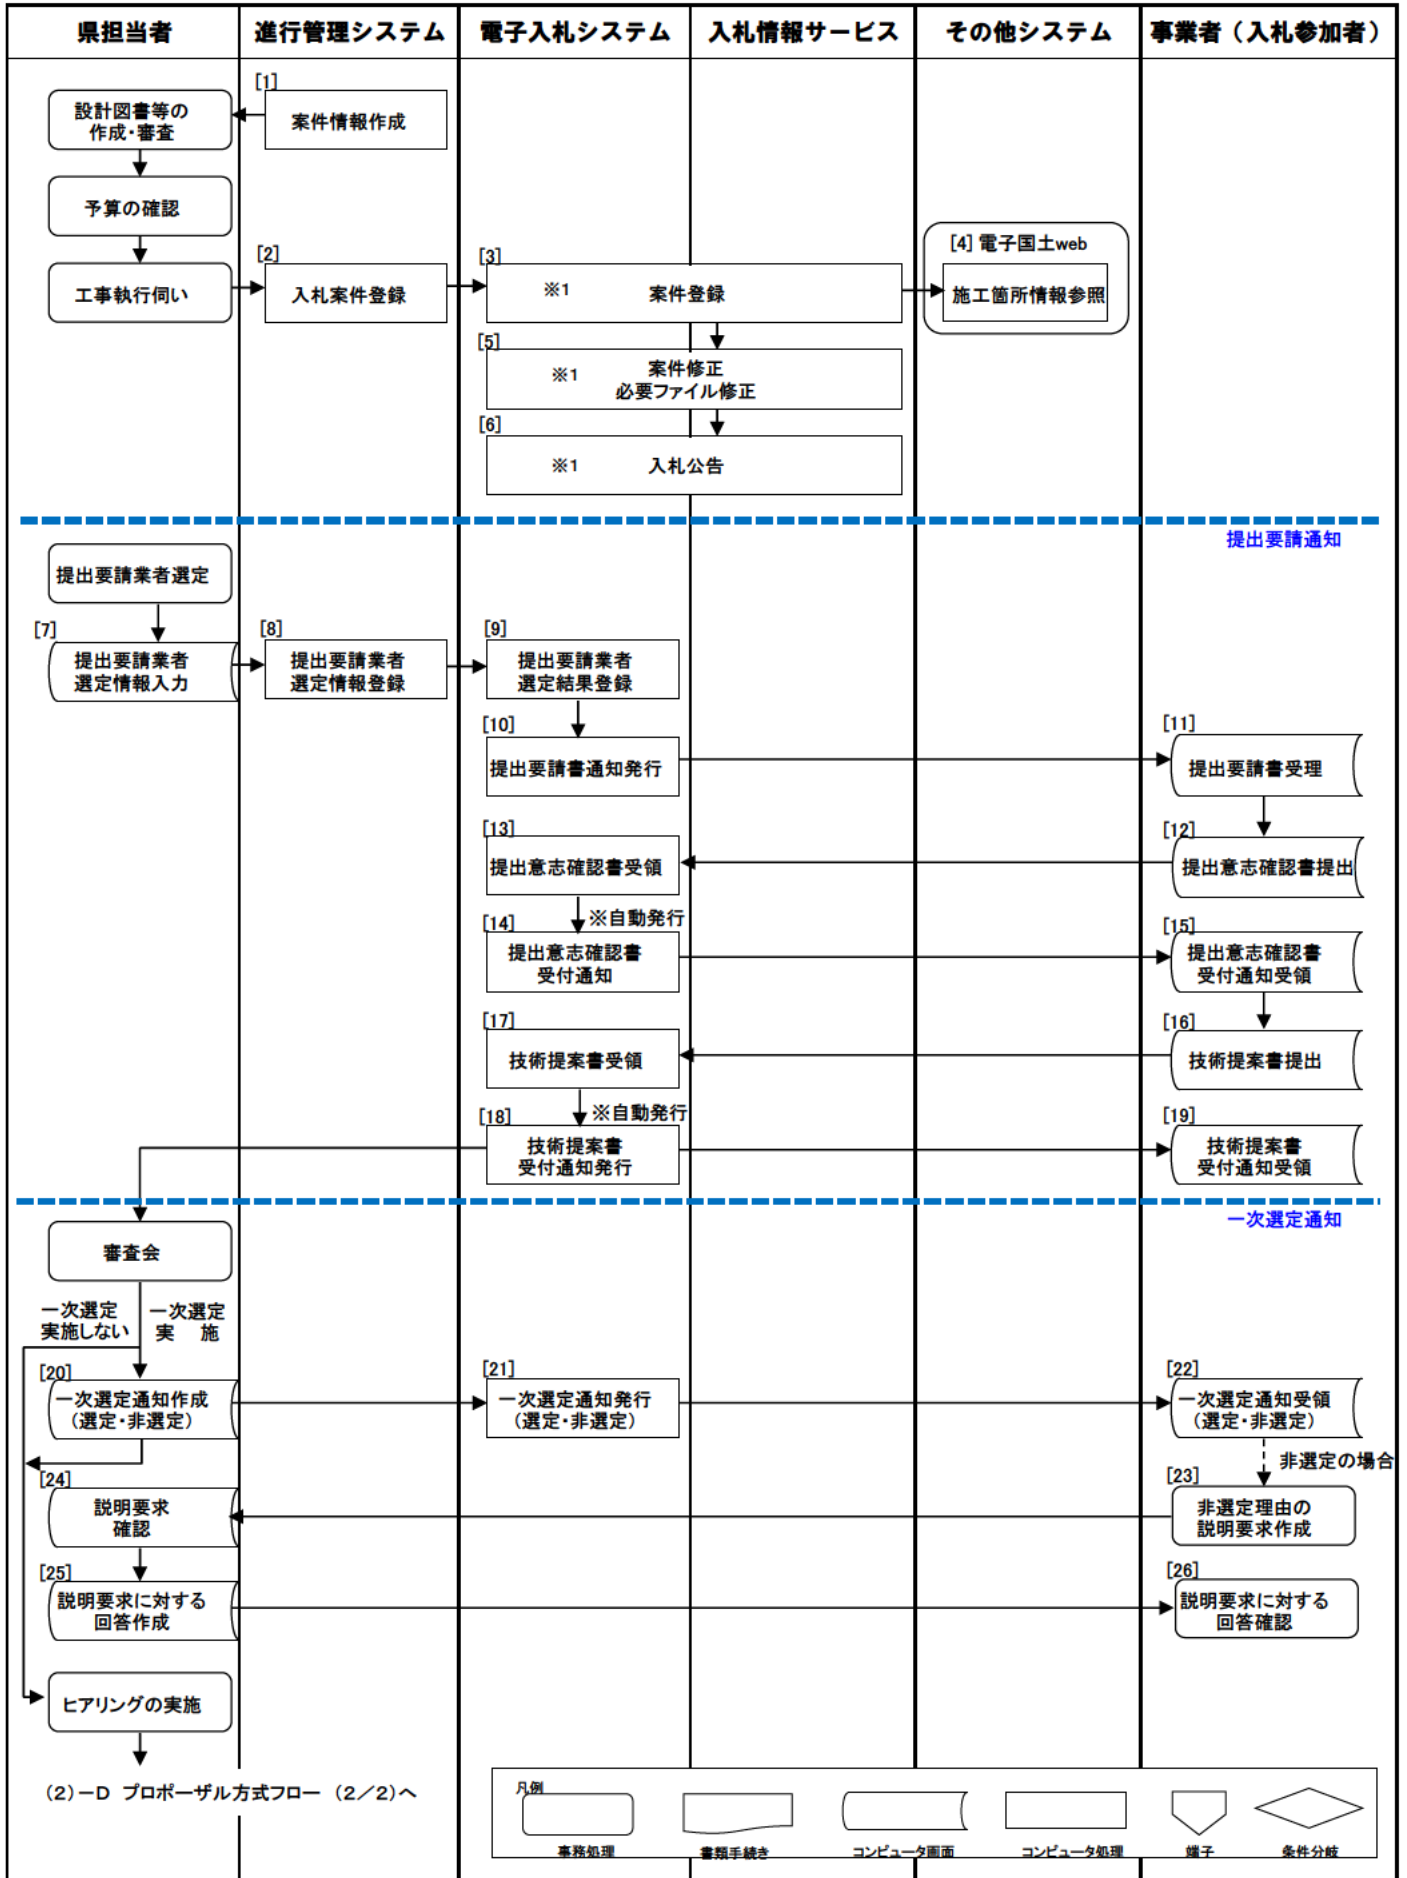 県担当者
進行管理システム
電子入札システム
入札情報サービス
その他システム
事業者（入札参加者）
[1]
設計図書等の
作成・審査
案件情報作成
予算の確認
[2]
[3]
[4] 電子国土web
工事執行伺い
入札案件登録
※1 案件登録
施工箇所情報参照
[5]
※1 案件修正
必要ファイル修正
[6]
※1 入札公告
提出要請通知
提出要請業者選定
[7]
[8]
[9]
提出要請業者
選定情報入力
提出要請業者
選定情報登録
提出要請業者
選定結果登録
[10]
[11]
提出要請書通知発行
提出要請書受理
[13]
[12]
提出意志確認書受領
提出意志確認書提出
※自動発行
[14]
[15]
提出意志確認書
受付通知
提出意志確認書
受付通知受領
[17]
[16]
技術提案書受領
技術提案書提出
※自動発行
[18]
[19]
技術提案書
受付通知発行
技術提案書
受付通知受領
一次選定通知
審査会
一次選定
実施しない
一次選定
実　施
[20]
[21]
[22]
一次選定通知作成
（選定・非選定）
一次選定通知発行
（選定・非選定）
一次選定通知受領
（選定・非選定）
非選定の場合
[24]
[23]
説明要求
確認
非選定理由の
説明要求作成
[25]
[26]
説明要求に対する
回答作成
説明要求に対する
回答確認
ヒアリングの実施
（2）－D　プロポーザル方式フロー　（2／2）へ
凡例
事務処理
書類手続き
コンピュータ画面
コンピュータ処理
端子
条件分岐